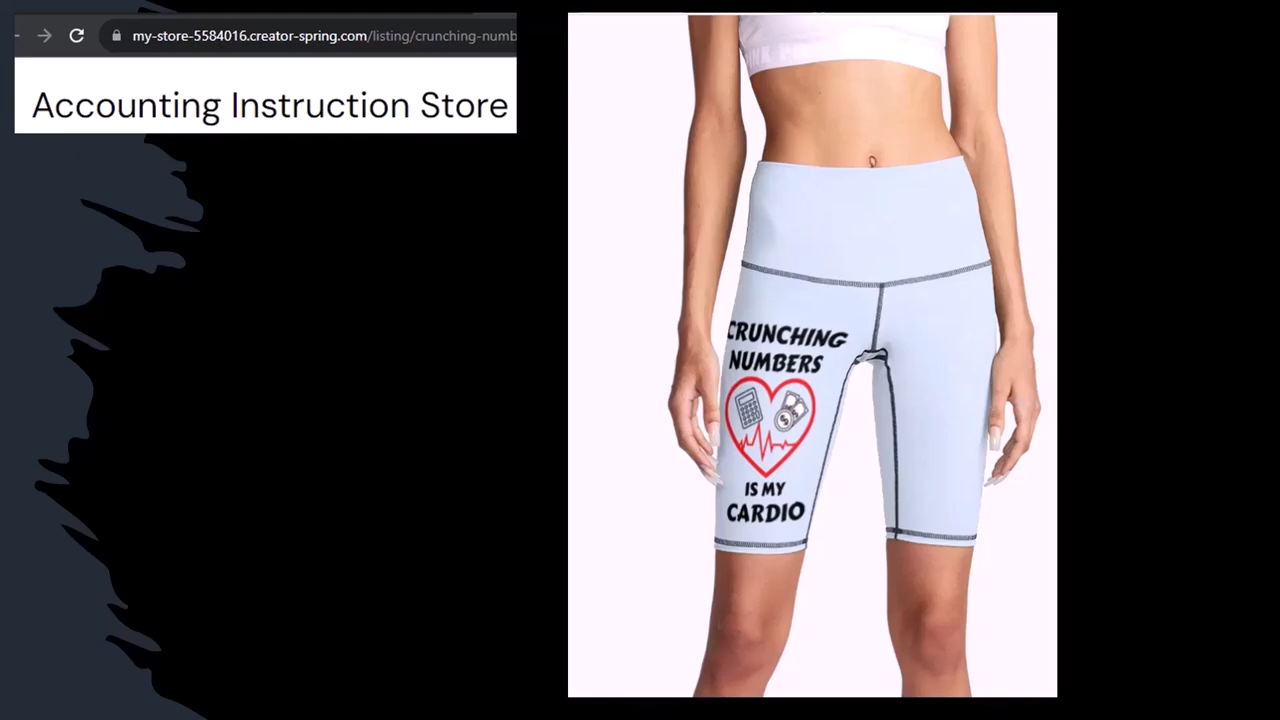 my-store-5584016.creator-spring.com/listing/crunching-numb
Accounting Instruction Store
CRUNCHING
NUMBERS
IS MY
CARDIO